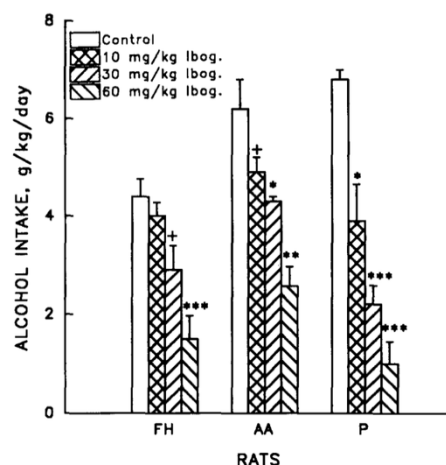 8
6
4
2
0
ALCOHOL INTAKE, g/kg/day
Control
10 mg/kg Ibog.
30 mg/kg Ibog.
60 mg/kg Ibog.
+
***
+
*
**
*
***
***
FH AA P
RATS